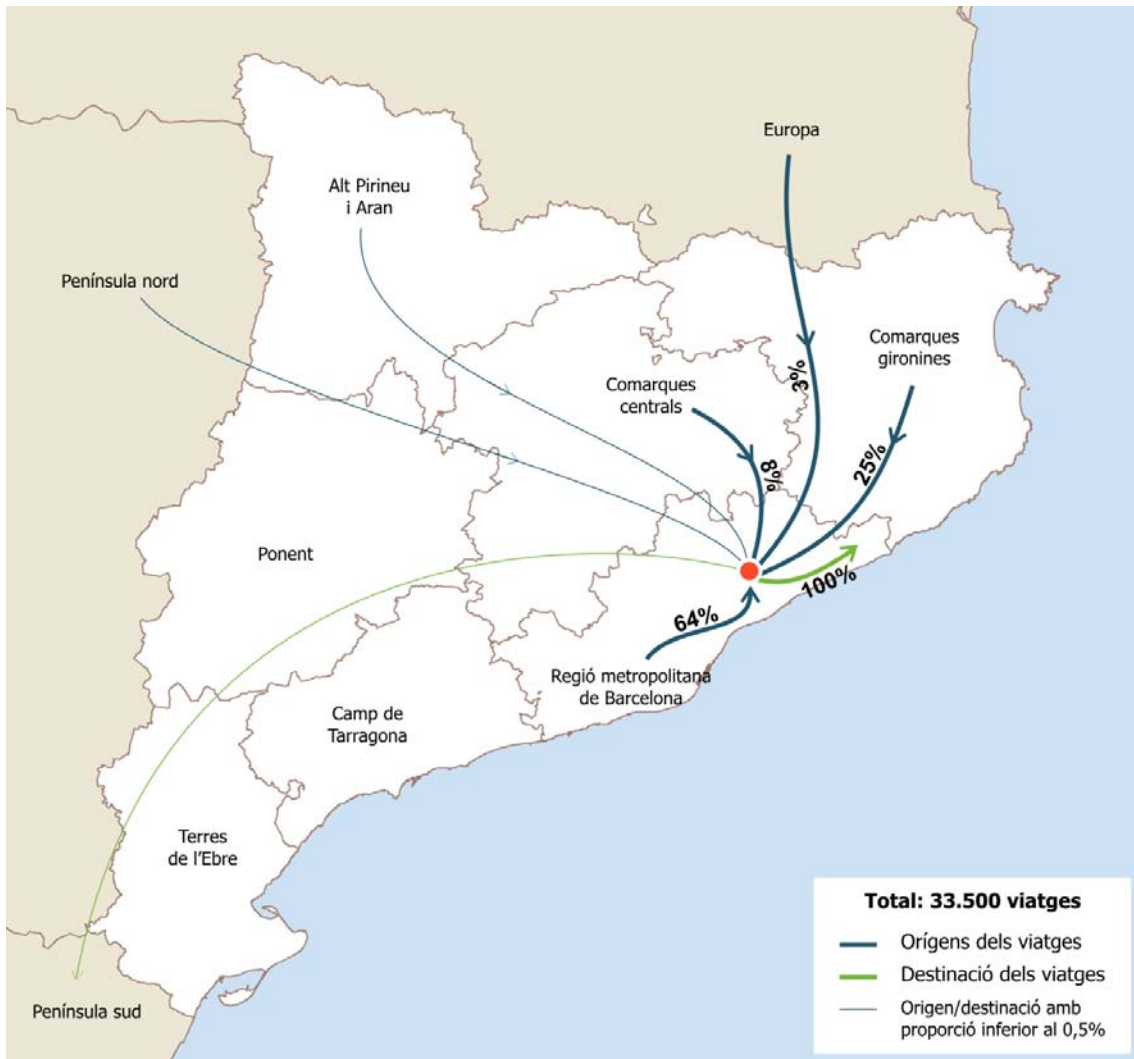 Europa
Alt Pirineu
i Aran
Península nord
Comarques
gironines
3%
Comarques
centrals
25%
8%
Ponent
100%
64%
Regió metropolitana
de Barcelona
Camp de
Tarragona
Terres
de l'Ebre
Península sud
Total: 33.500 viatges
Orígens dels viatges
Destinació dels viatges
Origen/destinació amb
proporció inferior al 0,5%